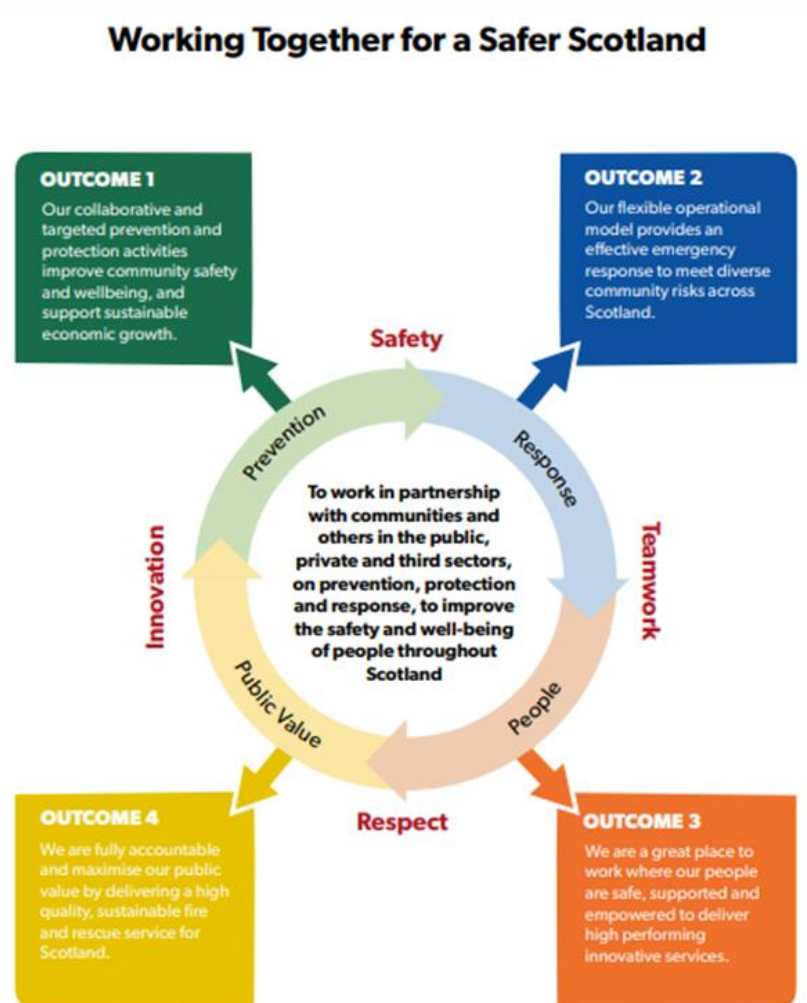 Working Together for a Safer Scotland
OUTCOME 1
Our collaborative and
targeted prevention and
protection activities
improve community safety
and wellbeing, and
support sustainable
economic growth.
OUTCOME 2
Our flexible operational
model provides an
effective emergency
response to meet diverse
community risks across
Scotland.
Safety
Prevention
Response
Innovation
To work in partnership
with communities and
others in the public,
private and third sectors,
on prevention, protection
and response, to improve
the safety and well-being
of people throughout
Scotland
Teamwork
Public Value
People
Respect
OUTCOME 4
We are fully accountable
and maximise our public
value by delivering a high
quality, sustainable fire
and rescue service for
Scotland.
OUTCOME 3
We are a great place to
work where our people
are safe, supported and
empowered to deliver
high performing
innovative services.